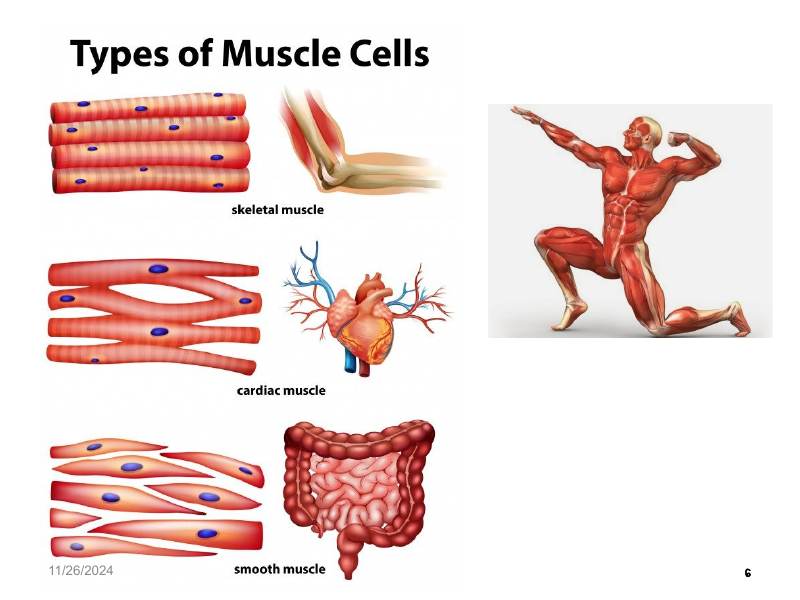 Types of Muscle Cells
skeletal muscle
cardiac muscle
smooth muscle
11/26/2024
6